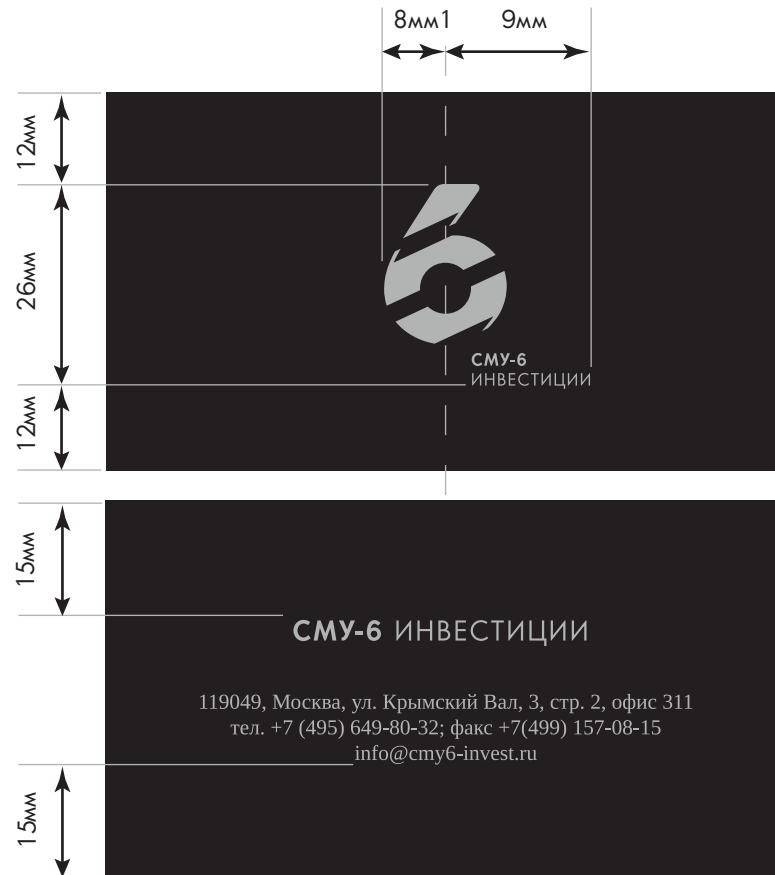 8мм1 9мм
12мм
26мм
12мм
СМУ-6
ИНВЕСТИЦИИ
15мм
СМУ-6 ИНВЕСТИЦИИ
119049, Москва, ул. Крымский Вал, 3, стр. 2, офис 311
тел. +7 (495) 649-80-32; факс +7(499) 157-08-15
info@cmy6-invest.ru
15мм